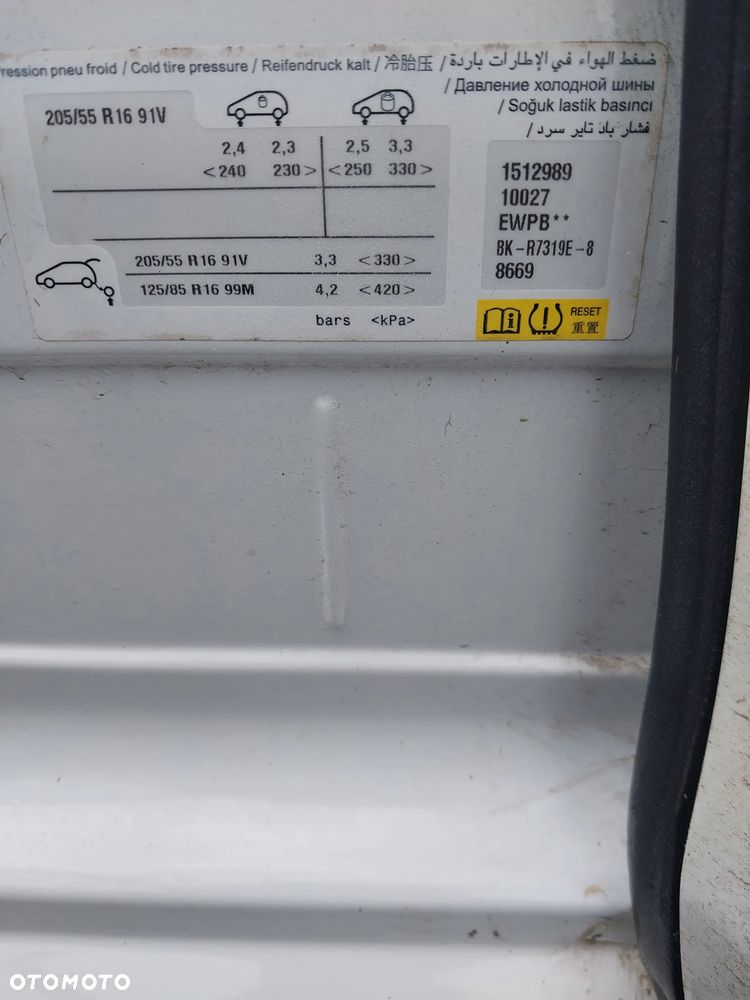 ression pneu froid / Cold tire pressure / Reifendruck kalt / 冷胎压 / ضغط الهواء في الإطارات باردة /
/ Давление холодной шины
/ Soğuk lastik basıncı
/ فشار باد تایر سرد
205/55 R16 91V
2,4 2,3 2,5 3,3
<240 230> <250 330>
205/55 R16 91V 3,3 <330>
125/85 R16 99M 4,2 <420>
bars <kPa>
1512989
10027
EWPB**
BK-R7319E-8
8669
RESET
重置
OTOMOTO